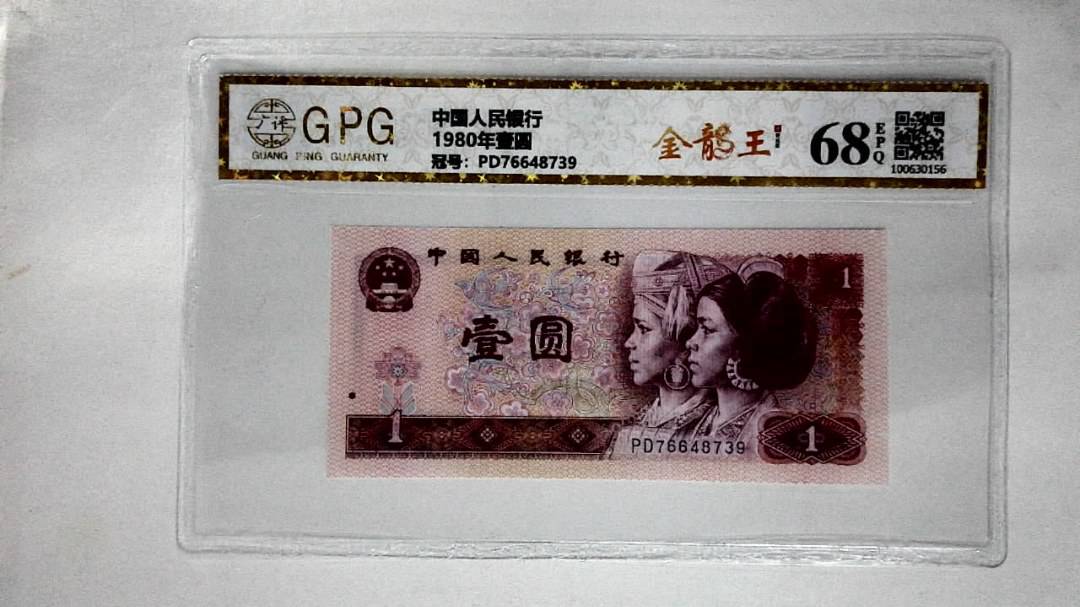 广评
GPG
GUANG PING GUARANTY
中国人民银行
1980年壹圆
冠号：PD76648739
金龍王
68
EPQ
100630156
中国人民银行
1
壹圆
1
PD76648739
1